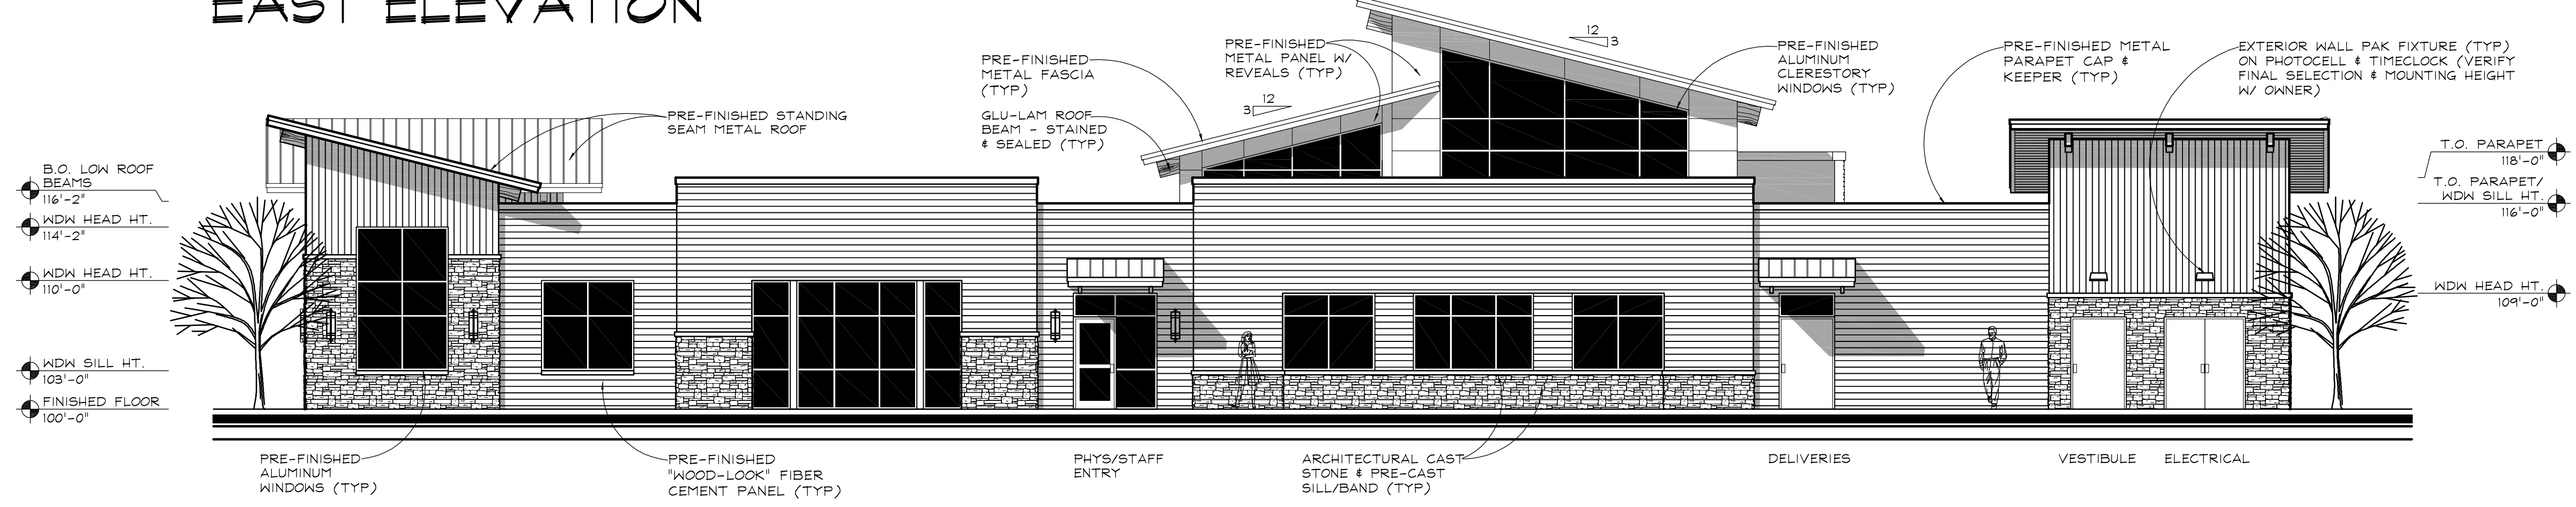 EAST ELEVATION
PRE-FINISHED STANDING
SEAM METAL ROOF
PRE-FINISHED
METAL FASCIA
(TYP)
GLU-LAM ROOF
BEAM - STAINED
& SEALED (TYP)
12
3
PRE-FINISHED
METAL PANEL W/
REVEALS (TYP)
12
3
PRE-FINISHED
ALUMINUM
CLERESTORY
WINDOWS (TYP)
PRE-FINISHED METAL
PARAPET CAP &
KEEPER (TYP)
EXTERIOR WALL PAK FIXTURE (TYP)
ON PHOTOCELL & TIMECLOCK (VERIFY
FINAL SELECTION & MOUNTING HEIGHT
W/ OWNER)
B.O. LOW ROOF
BEAMS
116'-2"
WDW HEAD HT.
114'-2"
WDW HEAD HT.
110'-0"
WDW SILL HT.
103'-0"
FINISHED FLOOR
100'-0"
T.O. PARAPET
118'-0"
T.O. PARAPET/
WDW SILL HT.
116'-0"
WDW HEAD HT.
109'-0"
PRE-FINISHED
ALUMINUM
WINDOWS (TYP)
PRE-FINISHED
"WOOD-LOOK" FIBER
CEMENT PANEL (TYP)
PHYS/STAFF
ENTRY
ARCHITECTURAL CAST
STONE & PRE-CAST
SILL/BAND (TYP)
DELIVERIES
VESTIBULE
ELECTRICAL